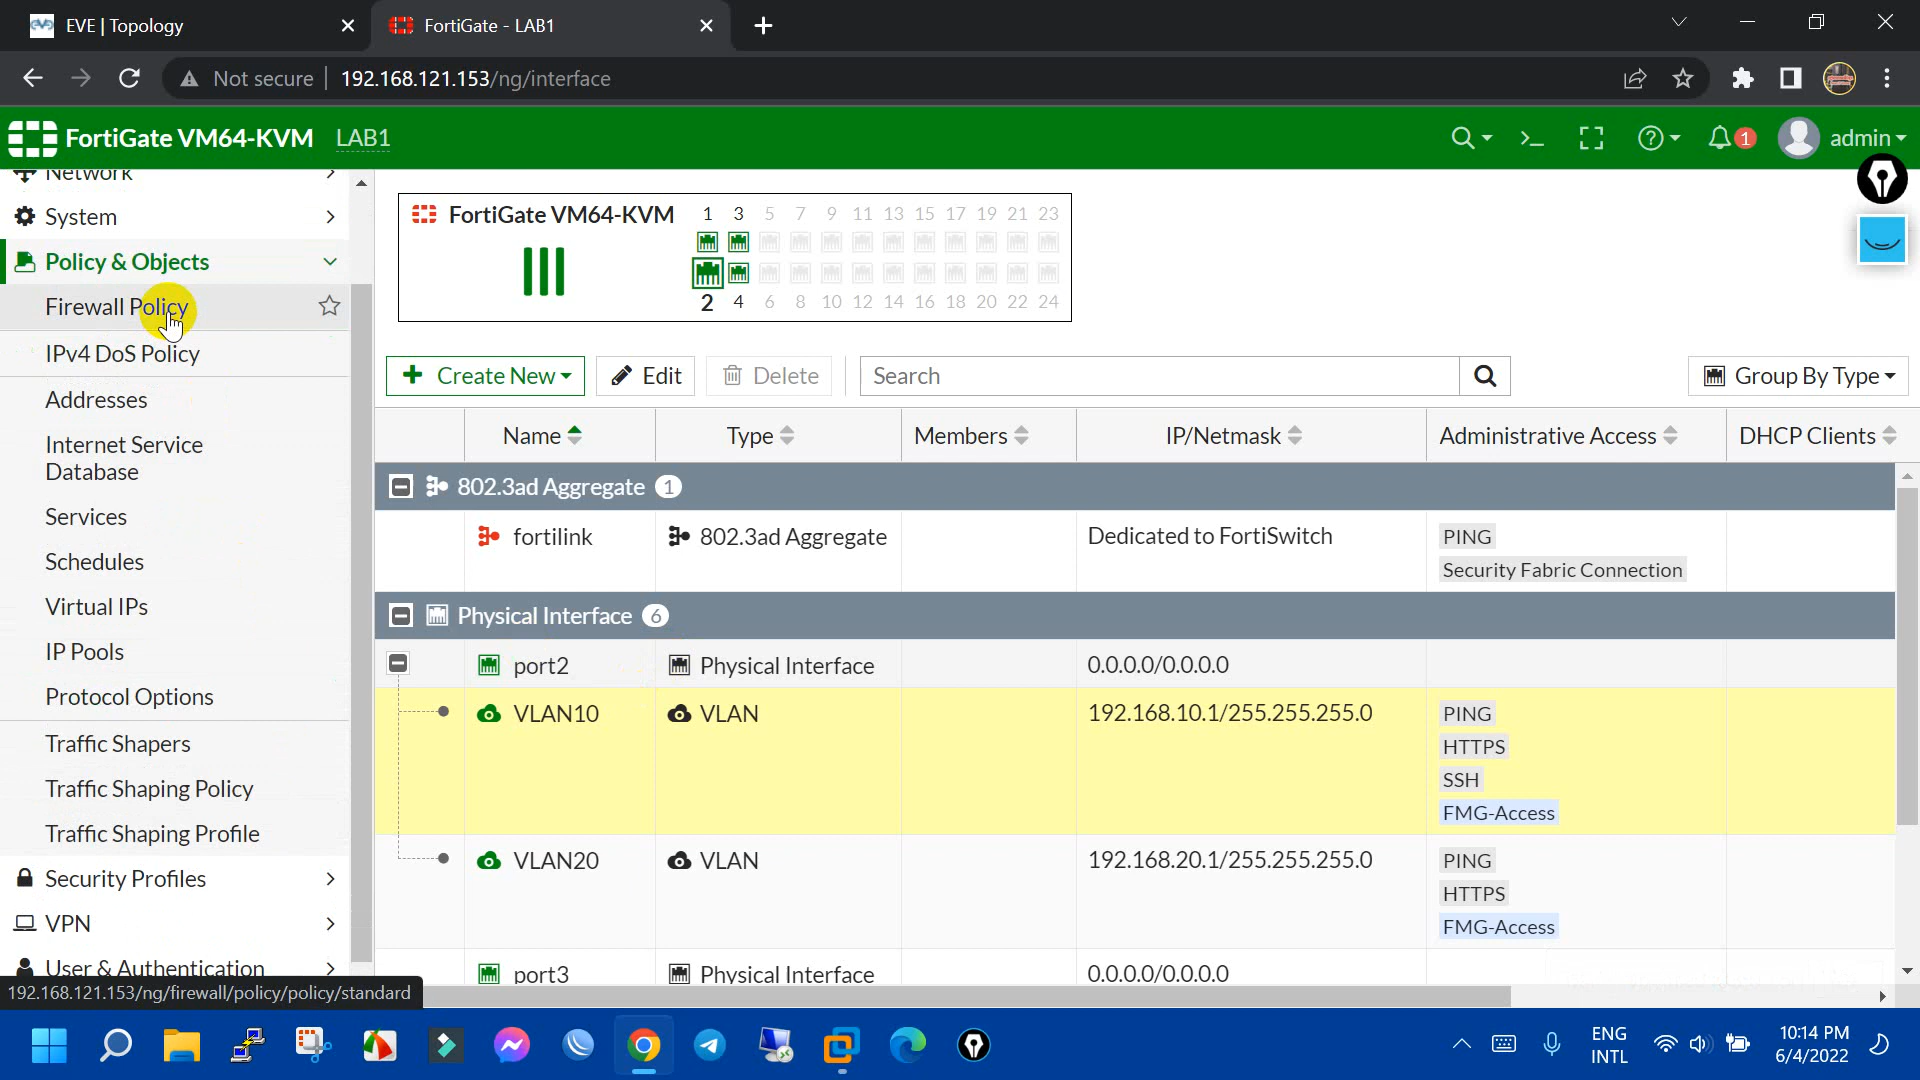 EVE | Topology
FortiGate - LAB1
Not secure
192.168.121.153/ng/interface
FortiGate VM64-KVM LAB1
1
admin
Network
System
Policy & Objects
Firewall Policy
IPv4 DoS Policy
Addresses
Internet Service
Database
Services
Schedules
Virtual IPs
IP Pools
Protocol Options
Traffic Shapers
Traffic Shaping Policy
Traffic Shaping Profile
Security Profiles
VPN
User & Authentication
192.168.121.153/ng/firewall/policy/policy/standard
FortiGate VM64-KVM
1 3 5 7 9 11 13 15 17 19 21 23
2 4 6 8 10 12 14 16 18 20 22 24
Create New
Edit
Delete
Search
Group By Type
Name Type Members IP/Netmask Administrative Access DHCP Clients
802.3ad Aggregate 1
fortilink 802.3ad Aggregate Dedicated to FortiSwitch PING
Security Fabric Connection
Physical Interface 6
port2 Physical Interface 0.0.0.0/0.0.0.0
VLAN10 VLAN 192.168.10.1/255.255.255.0 PING
HTTPS
SSH
FMG-Access
VLAN20 VLAN 192.168.20.1/255.255.255.0 PING
HTTPS
FMG-Access
port3 Physical Interface 0.0.0.0/0.0.0.0
ENG
INTL
10:14 PM
6/4/2022